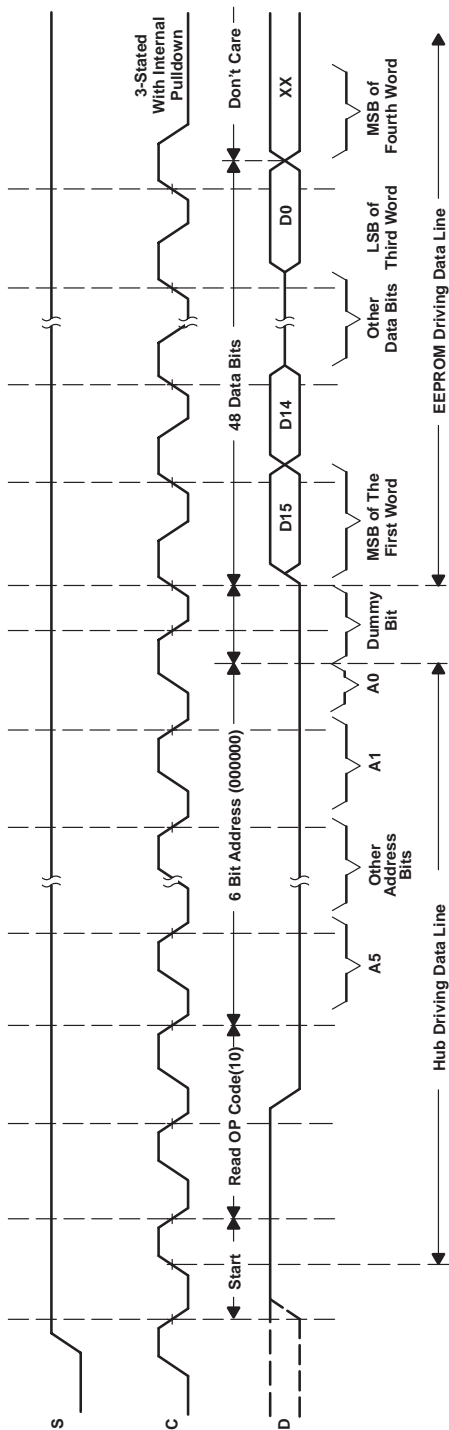 S
C
3-Stated
With Internal
Pulldown
Start
Read OP Code(10)
6 Bit Address (000000)
48 Data Bits
Don't Care
D
D15
D14
D0
XX
A5
Other
Address
Bits
A1
A0
Dummy
Bit
MSB of The
First Word
Other
Data Bits
LSB of
Third Word
MSB of
Fourth Word
Hub Driving Data Line
EEPROM Driving Data Line